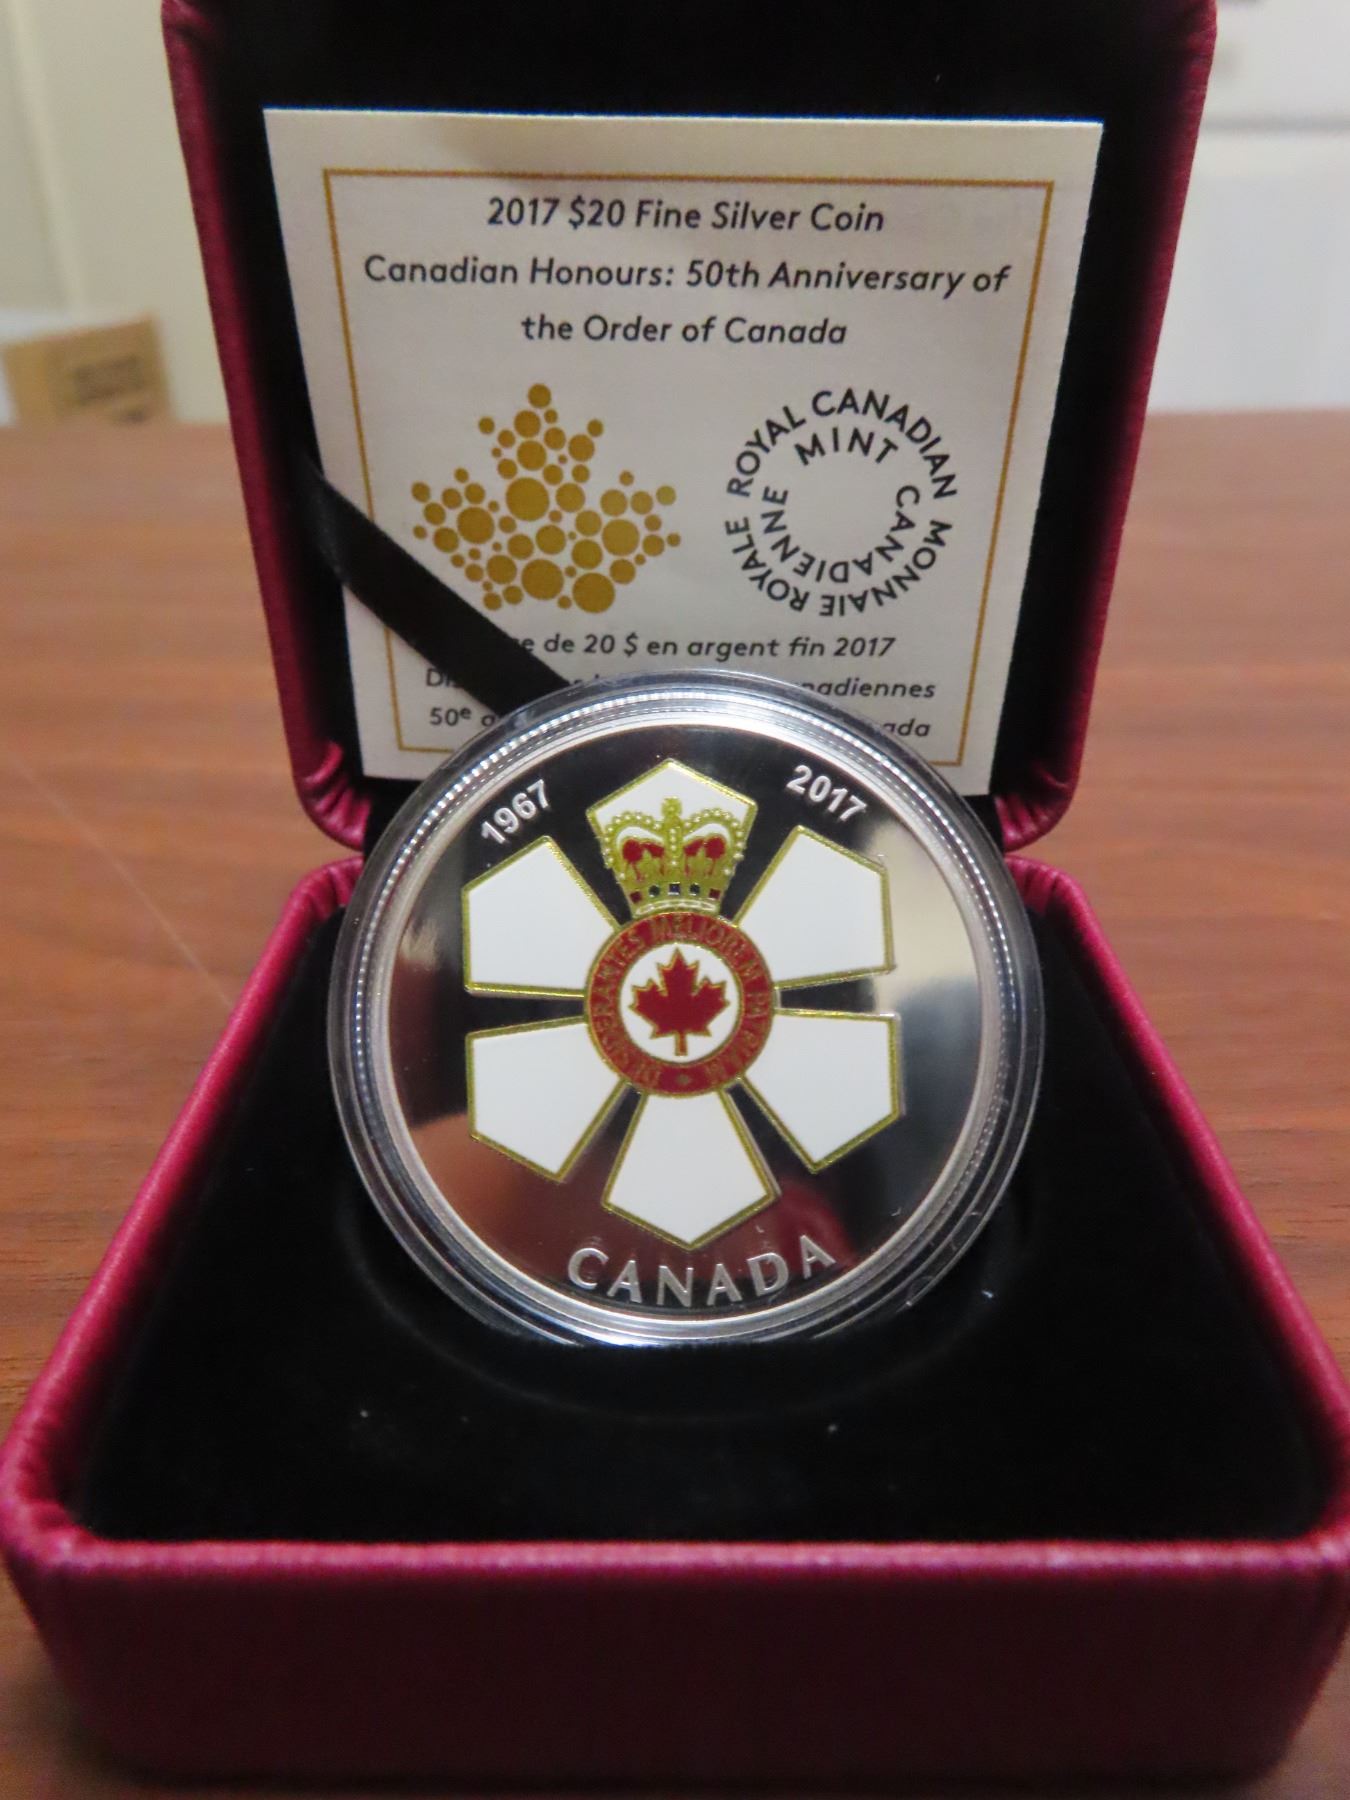 2017 $20 Fine Silver Coin
Canadian Honours: 50th Anniversary of
the Order of Canada
ROYAL CANADIAN MINT
MONNAIE ROYALE CANADIENNE
de 20 $ en argent fin 2017
50e
1967
2017
DESIDERANTES MELIOREM PATRIAM
CANADA